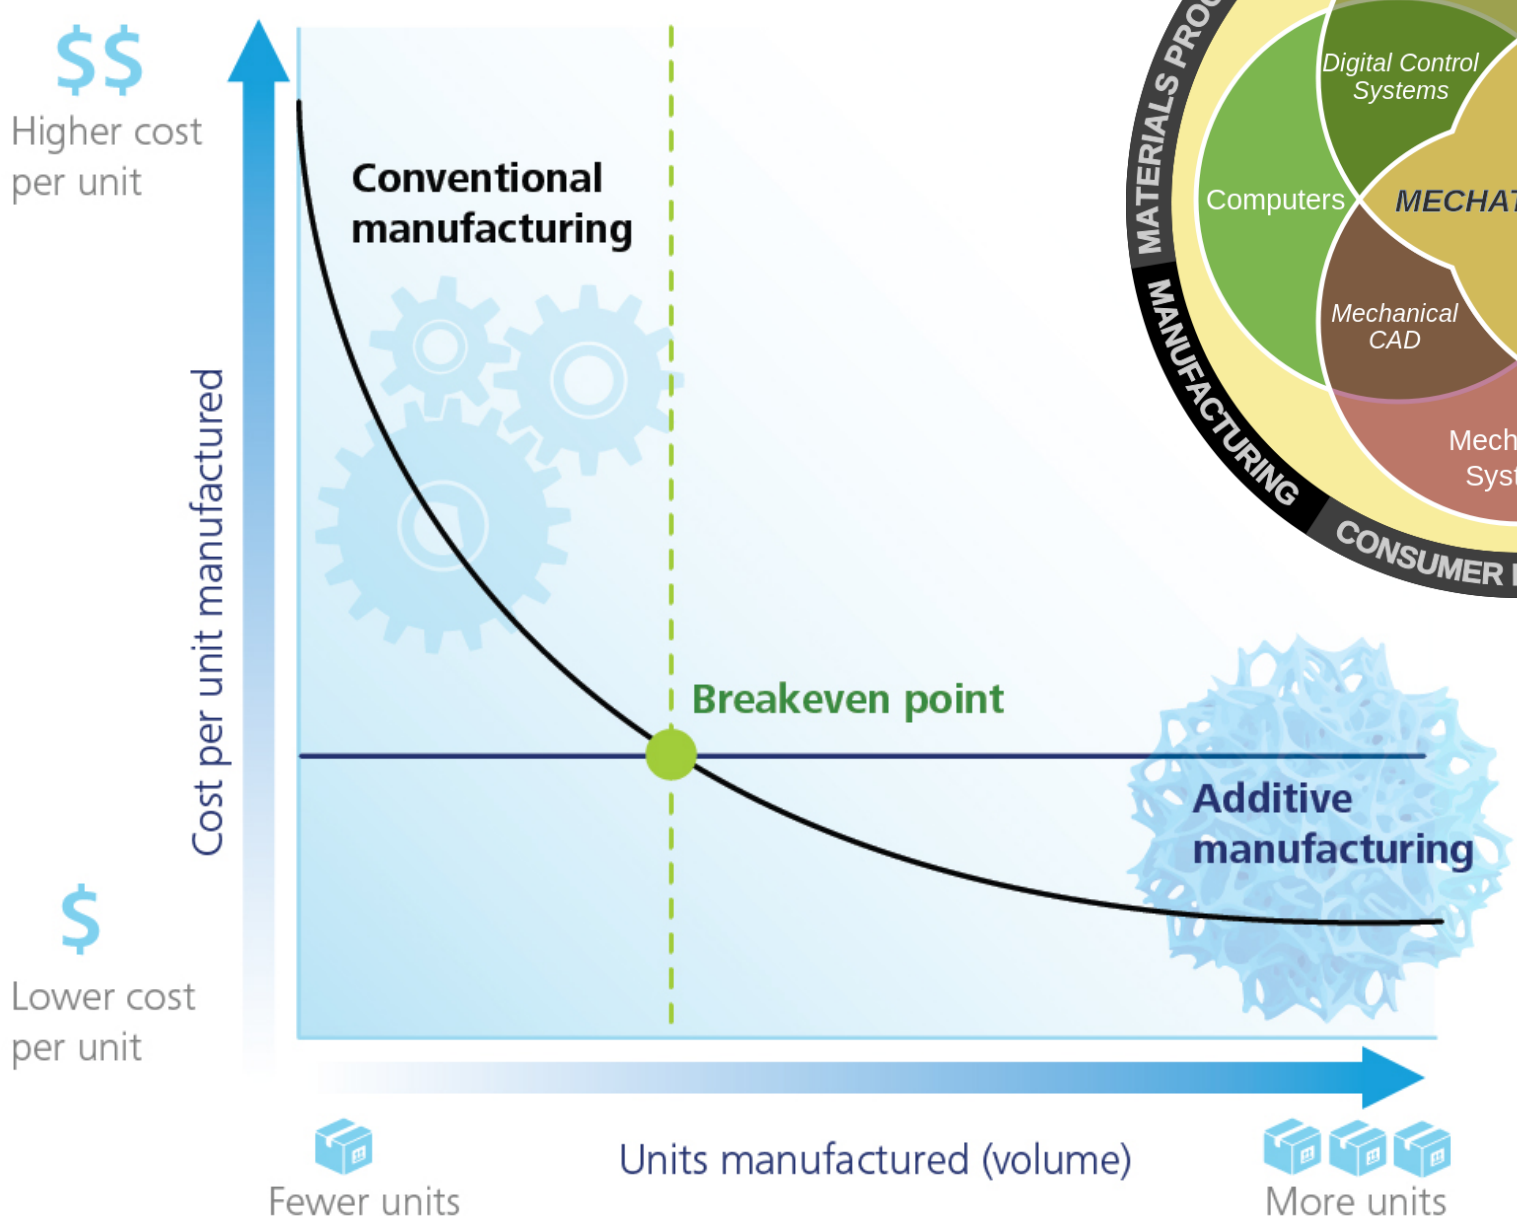 $$
Higher cost
per unit
Cost per unit manufactured
$
Lower cost
per unit
Conventional
manufacturing
Breakeven point
Additive
manufacturing
Fewer units
Units manufactured (volume)
More units
MATERIALS
MANUFACTURING
CONSUMER
Digital Control
Systems
Computers
Mechanical
CAD